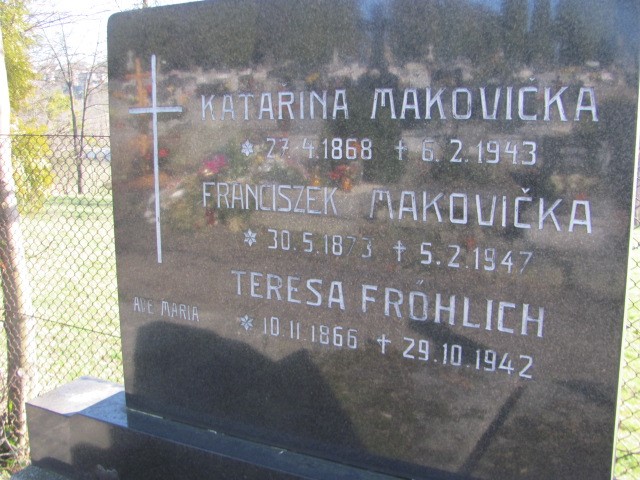 KATARINA MAKOVIČKA
* 27.4.1868 + 6.2.1943
FRANCISZEK MAKOVIČKA
* 30.5.1873 + 5.2.1947
TERESA FRÖHLICH
AVE MARIA
* 10.11.1866 + 29.10.1942